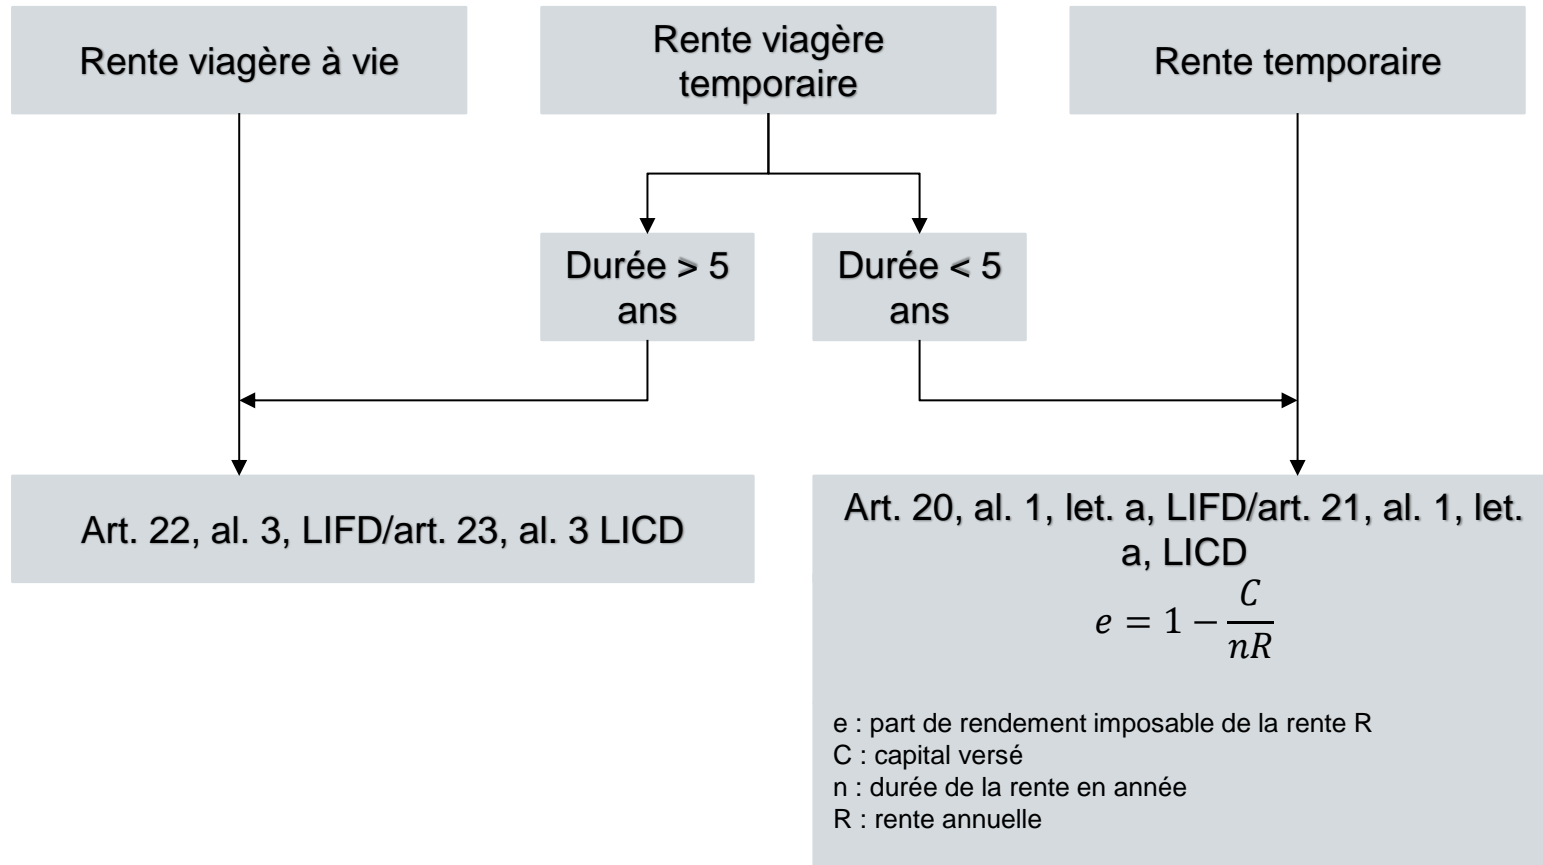 Rente viagère à vie
Rente viagère
temporaire
Rente temporaire
Durée > 5
ans
Durée < 5
ans
Art. 22, al. 3, LIFD/art. 23, al. 3 LICD
Art. 20, al. 1, let. a, LIFD/art. 21, al. 1, let.
a, LICD
e = 1 − C/nR
e : part de rendement imposable de la rente R
C : capital versé
n : durée de la rente en année
R : rente annuelle